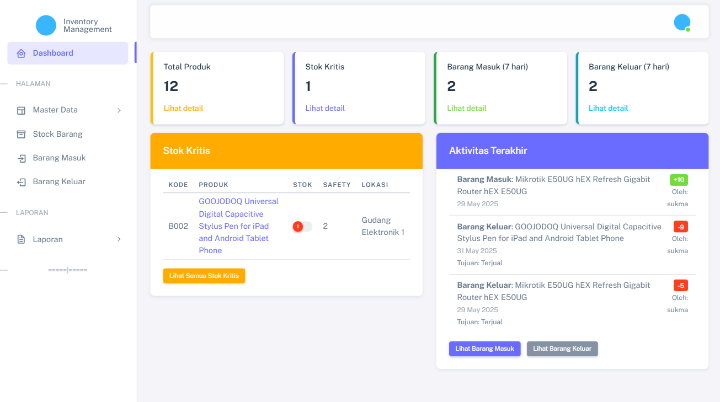 Inventory
Management
Dashboard
HALAMAN
Master Data
Stock Barang
Barang Masuk
Barang Keluar
LAPORAN
Laporan
=====|=====
Total Produk
12
Lihat detail
Stok Kritis
1
Lihat detail
Barang Masuk (7 hari)
2
Lihat detail
Barang Keluar (7 hari)
2
Lihat detail
Stok Kritis
KODE PRODUK STOK SAFETY LOKASI
GOOJODOQ Universal
Digital Capacitive
B002 Stylus Pen for iPad 1 2 Gudang Elektronik 1
and Android Tablet
Phone
Lihat Semua Stok Kritis
Aktivitas Terakhir
Barang Masuk: Mikrotik E50UG hEX Refresh Gigabit +10
Router hEX E50UG Oleh:
29 May 2025 sukma
Barang Keluar: GOOJODOQ Universal Digital Capacitive -9
Stylus Pen for iPad and Android Tablet Phone Oleh:
31 May 2025 sukma
Tujuan: Terjual
Barang Keluar: Mikrotik E50UG hEX Refresh Gigabit -5
Router hEX E50UG Oleh:
29 May 2025 sukma
Tujuan: Terjual
Lihat Barang Masuk Lihat Barang Keluar